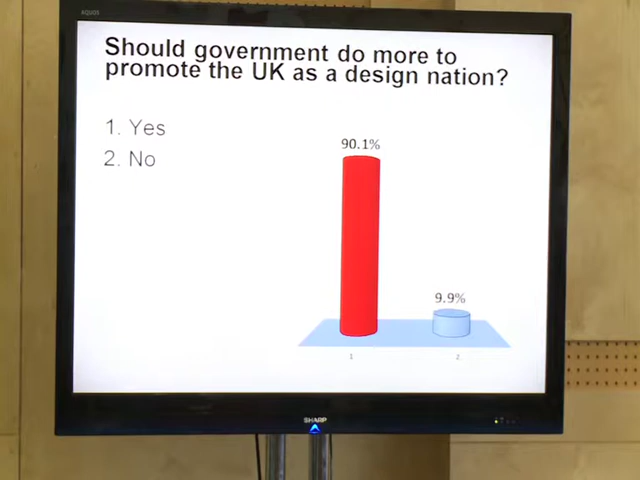 AQUOS
Should government do more to
promote the UK as a design nation?
1. Yes
2. No
90.1%
9.9%
1
2
SHARP